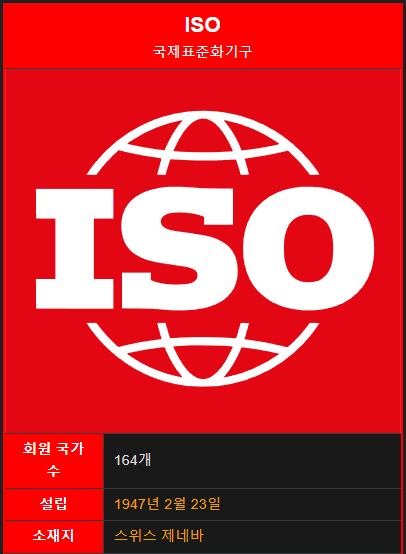 ISO
국제표준화기구
ISO
회원 국가
수
164개
설립
1947년 2월 23일
소재지
스위스 제네바